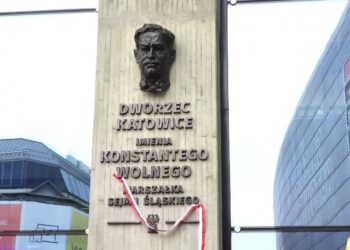 DWORZEC
KATOWICE
IMIENIA
KONSTANTEGO
WOLNEGO
MARSZAŁKA
SEJMU ŚLĄSKIEGO